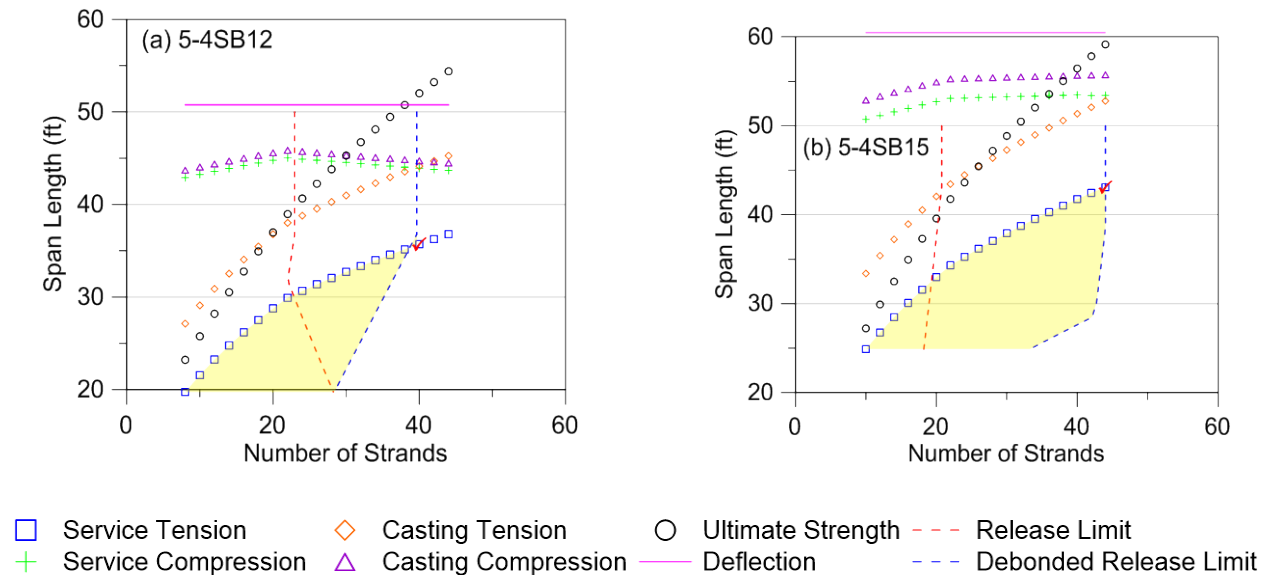 (a) 5-4SB12
60
50
40
30
20
Span Length (ft)
0
20
40
60
Number of Strands
(b) 5-4SB15
60
50
40
30
20
Span Length (ft)
0
20
40
60
Number of Strands
Service Tension
Casting Tension
Ultimate Strength
Release Limit
Service Compression
Casting Compression
Deflection
Debonded Release Limit